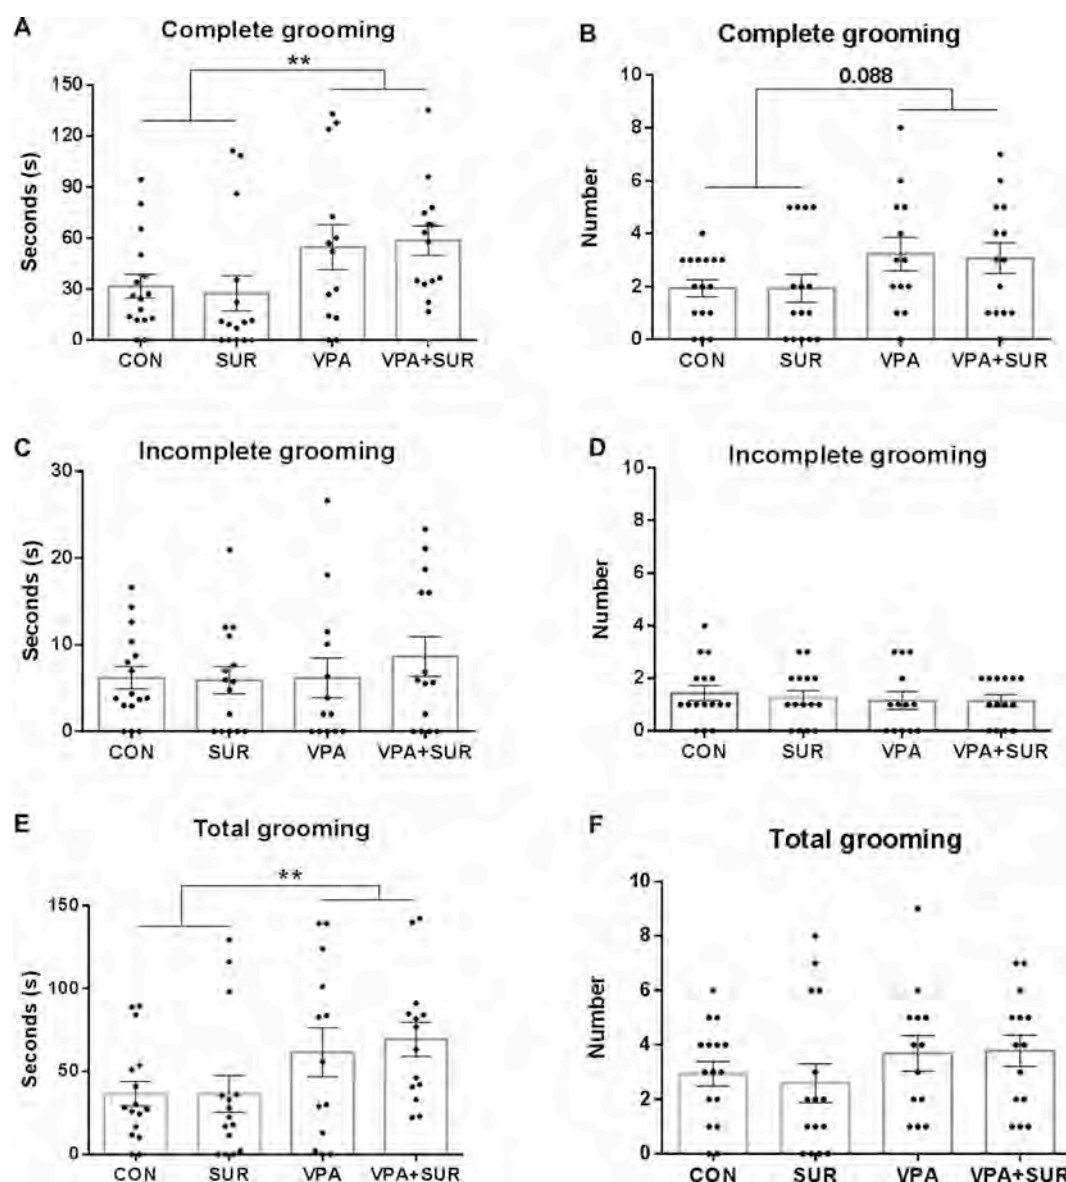 A
Complete grooming
**
Seconds (s)
150
120
90
60
30
0
CON SUR VPA VPA+SUR
B
Complete grooming
0.088
Number
10
8
6
4
2
0
CON SUR VPA VPA+SUR
C
Incomplete grooming
Seconds (s)
30
20
10
0
CON SUR VPA VPA+SUR
D
Incomplete grooming
Number
10
8
6
4
2
0
CON SUR VPA VPA+SUR
E
Total grooming
**
Seconds (s)
150
100
50
0
CON SUR VPA VPA+SUR
F
Total grooming
Number
10
8
6
4
2
0
CON SUR VPA VPA+SUR